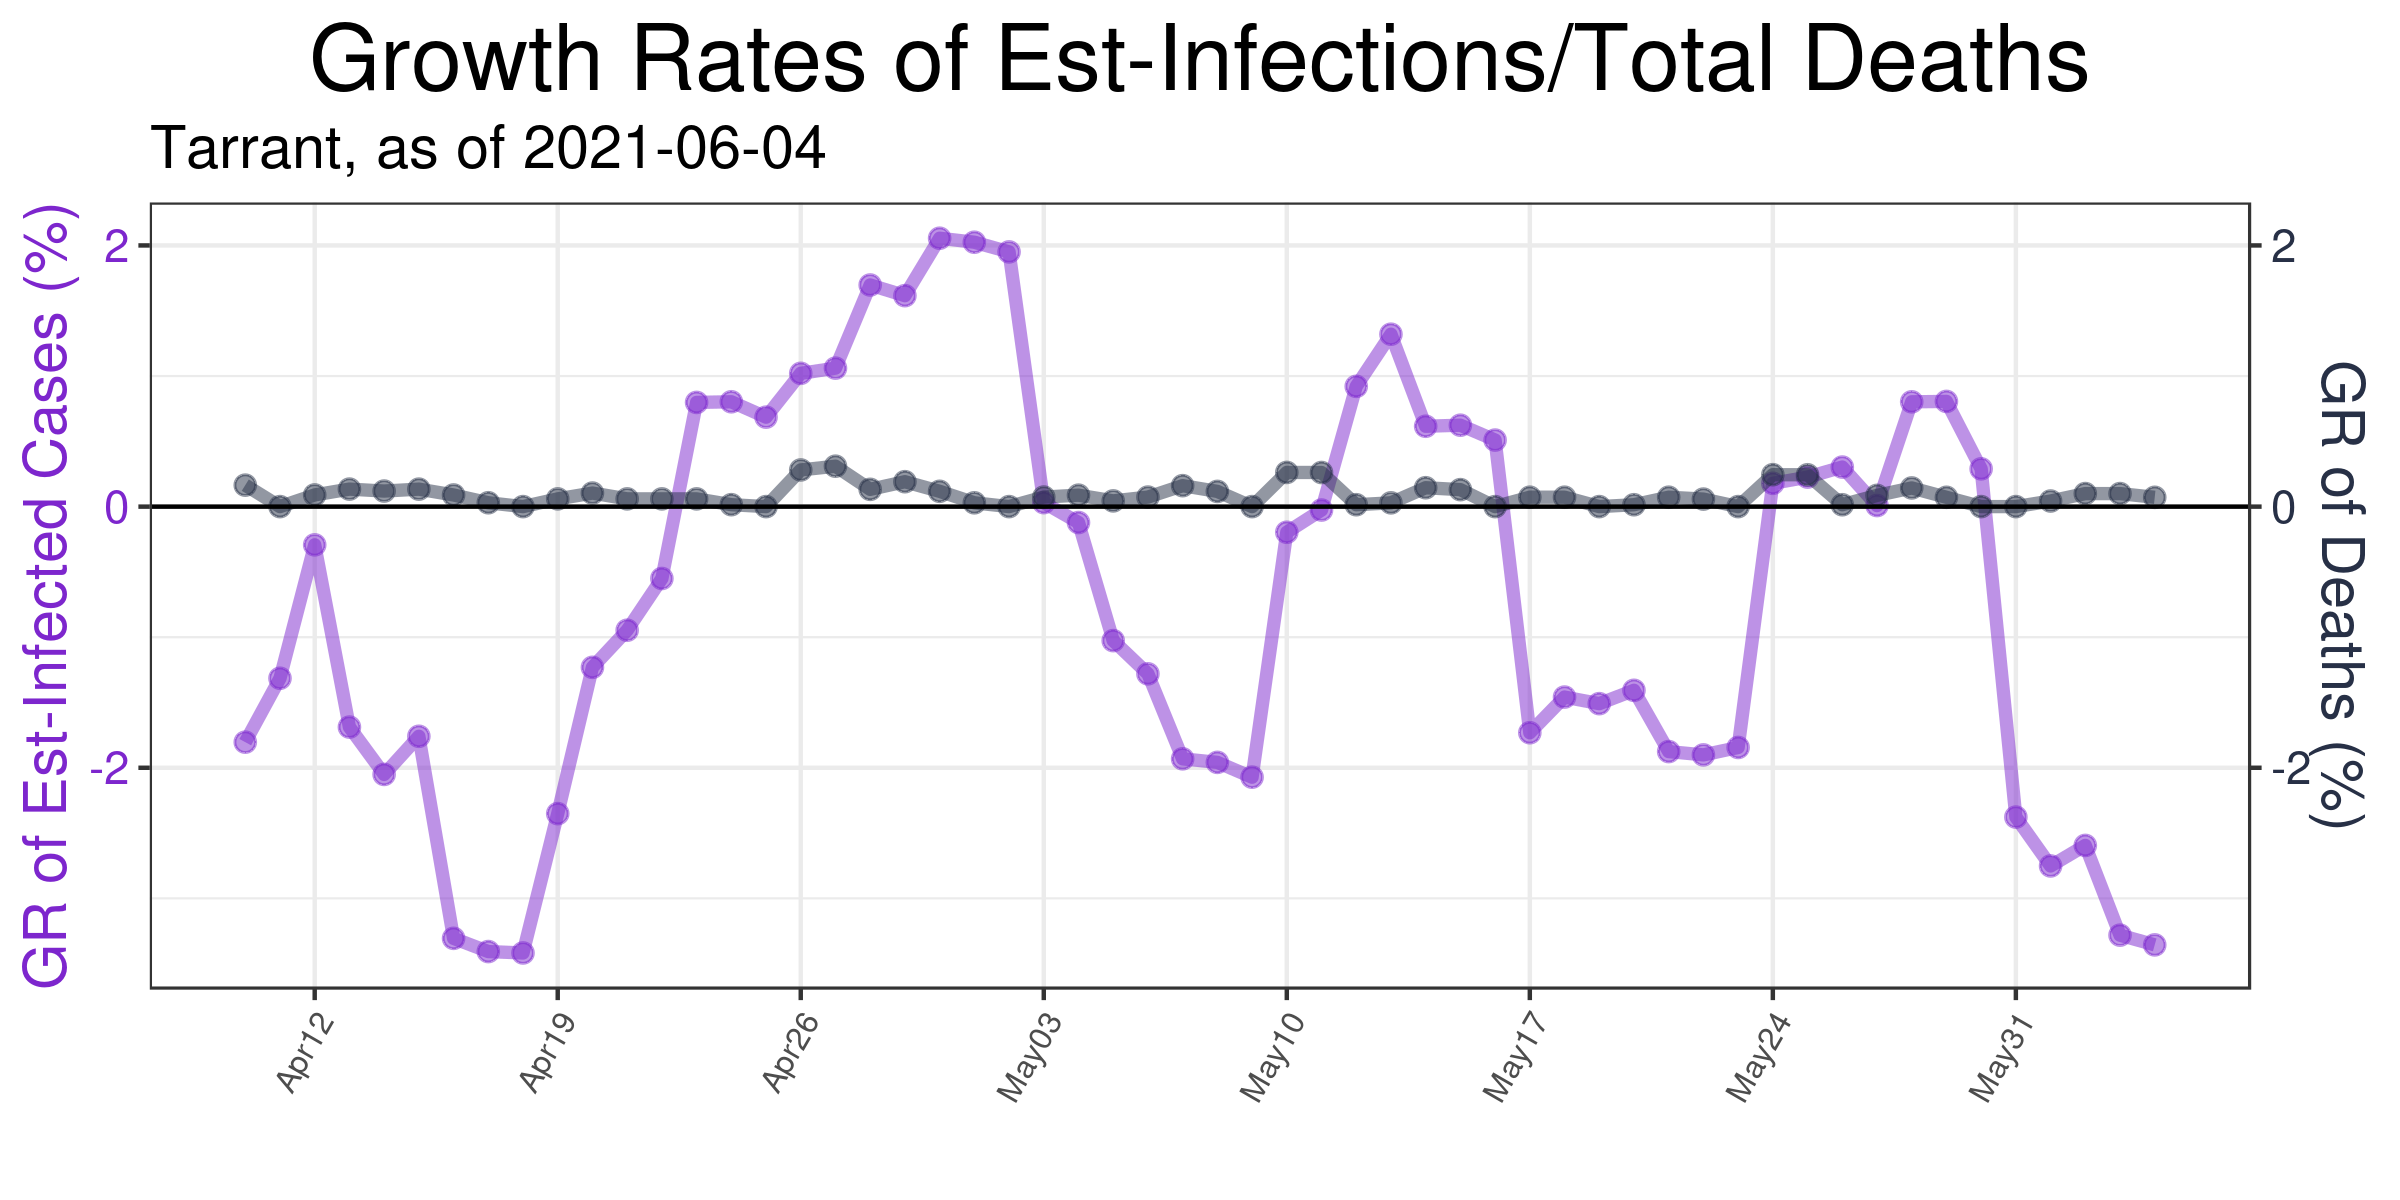 Growth Rates of Est-Infections/Total Deaths
Tarrant, as of 2021-06-04
GR of Est-Infected Cases (%)
2
0
-2
2
0
-2
GR of Deaths (%)
Apr12
Apr19
Apr26
May03
May10
May17
May24
May31